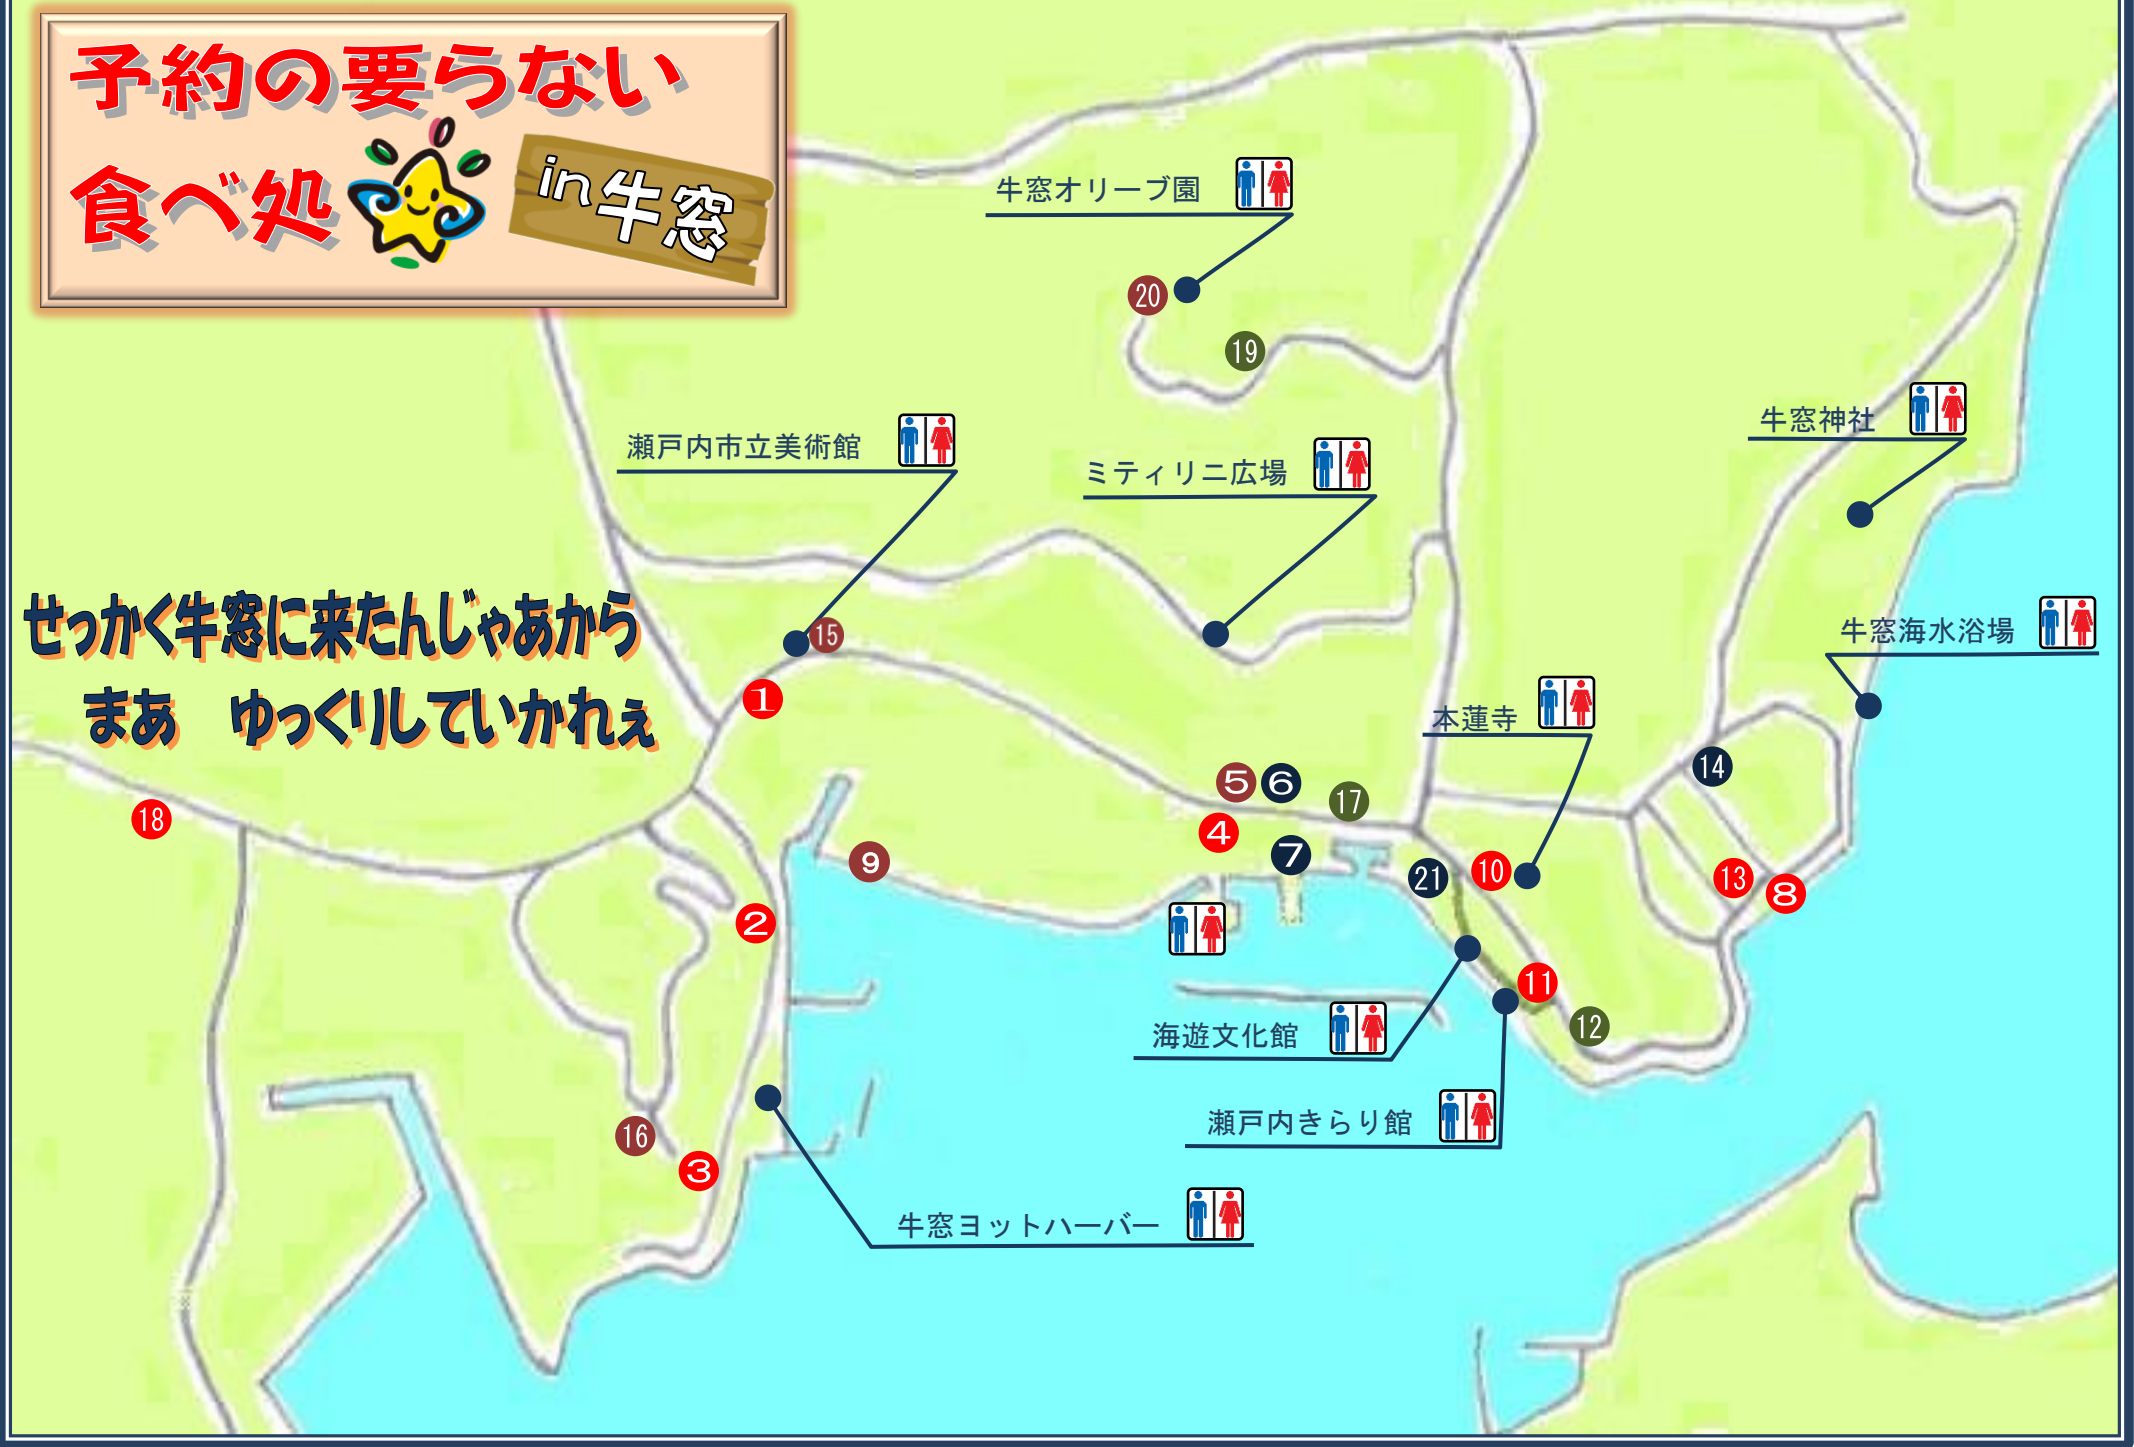 予約の要らない
食べ処
in牛窓
牛窓オリーブ園
20
19
瀬戸内市立美術館
ミティリニ広場
牛窓神社
せっかく牛窓に来たんじゃあから
まあ　ゆっくりしていかれぇ
牛窓海水浴場
15
1
本蓮寺
14
18
5
6
17
4
7
9
21
10
13
8
2
11
12
海遊文化館
瀬戸内きらり館
16
3
牛窓ヨットハーバー